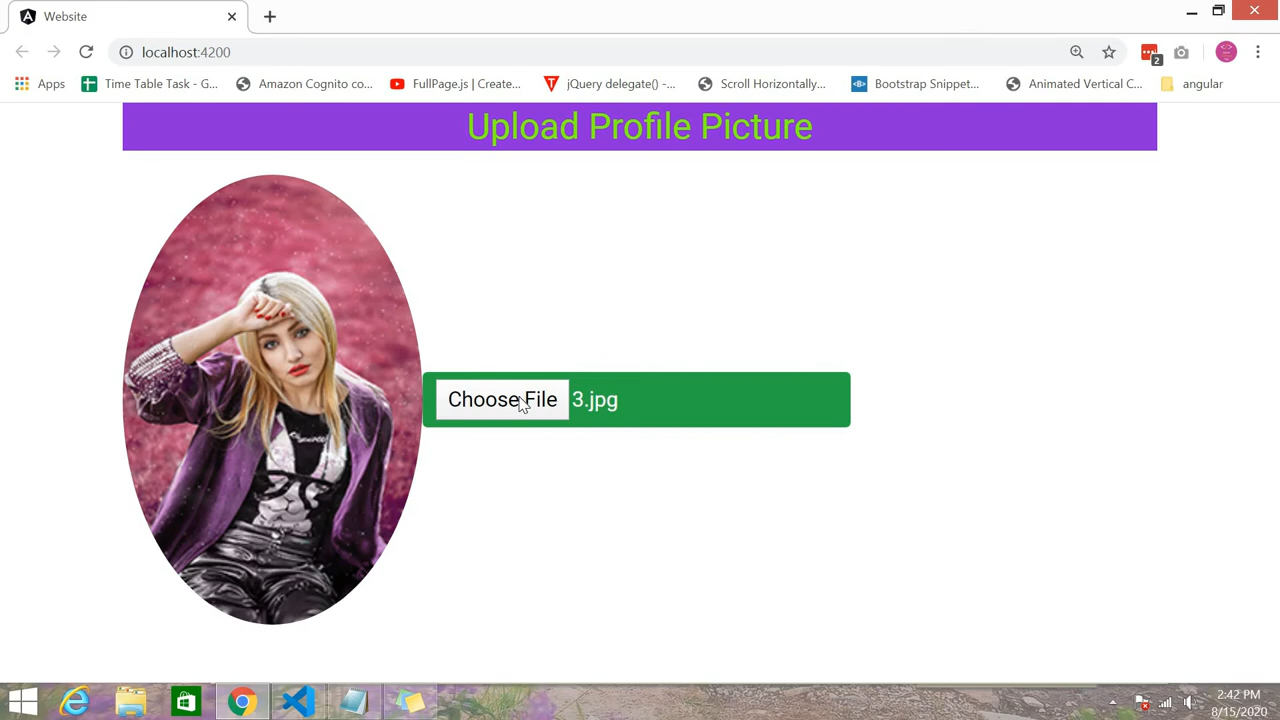 Website
localhost:4200
2
Apps
Time Table Task - G...
Amazon Cognito co...
FullPage.js | Create...
jQuery delegate() -...
Scroll Horizontally...
Bootstrap Snippet...
Animated Vertical C...
angular
Upload Profile Picture
Choose File 3.jpg
2:42 PM
8/15/2020